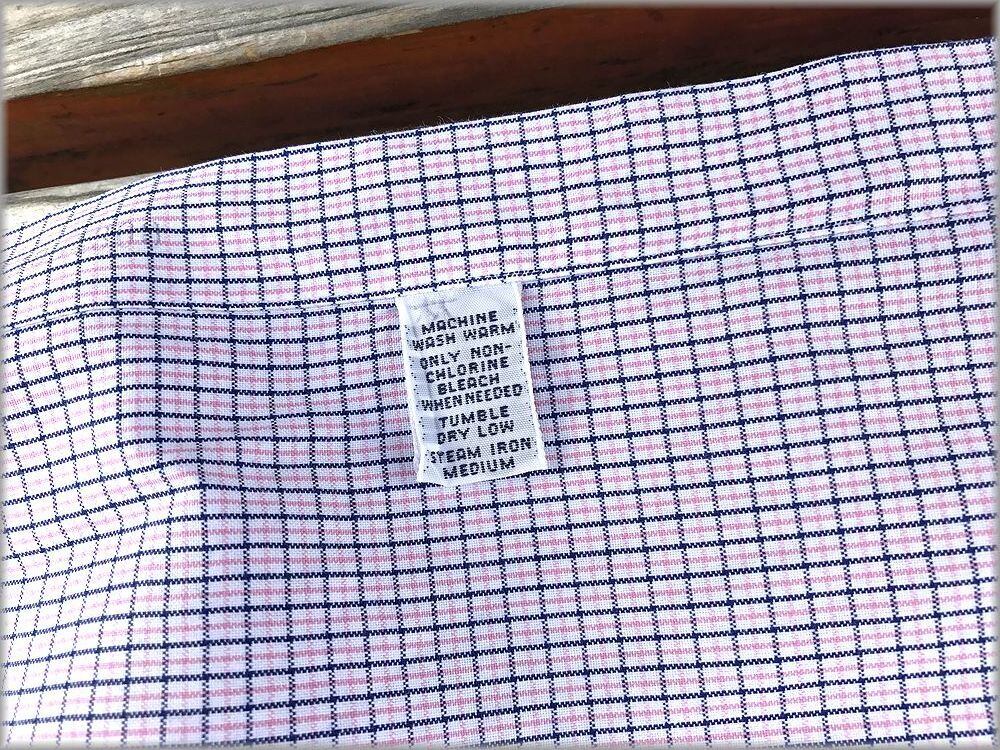 MACHINE
WASH WARM
ONLY NON-
CHLORINE
BLEACH
WHEN NEEDED
TUMBLE
DRY LOW
STEAM IRON
MEDIUM